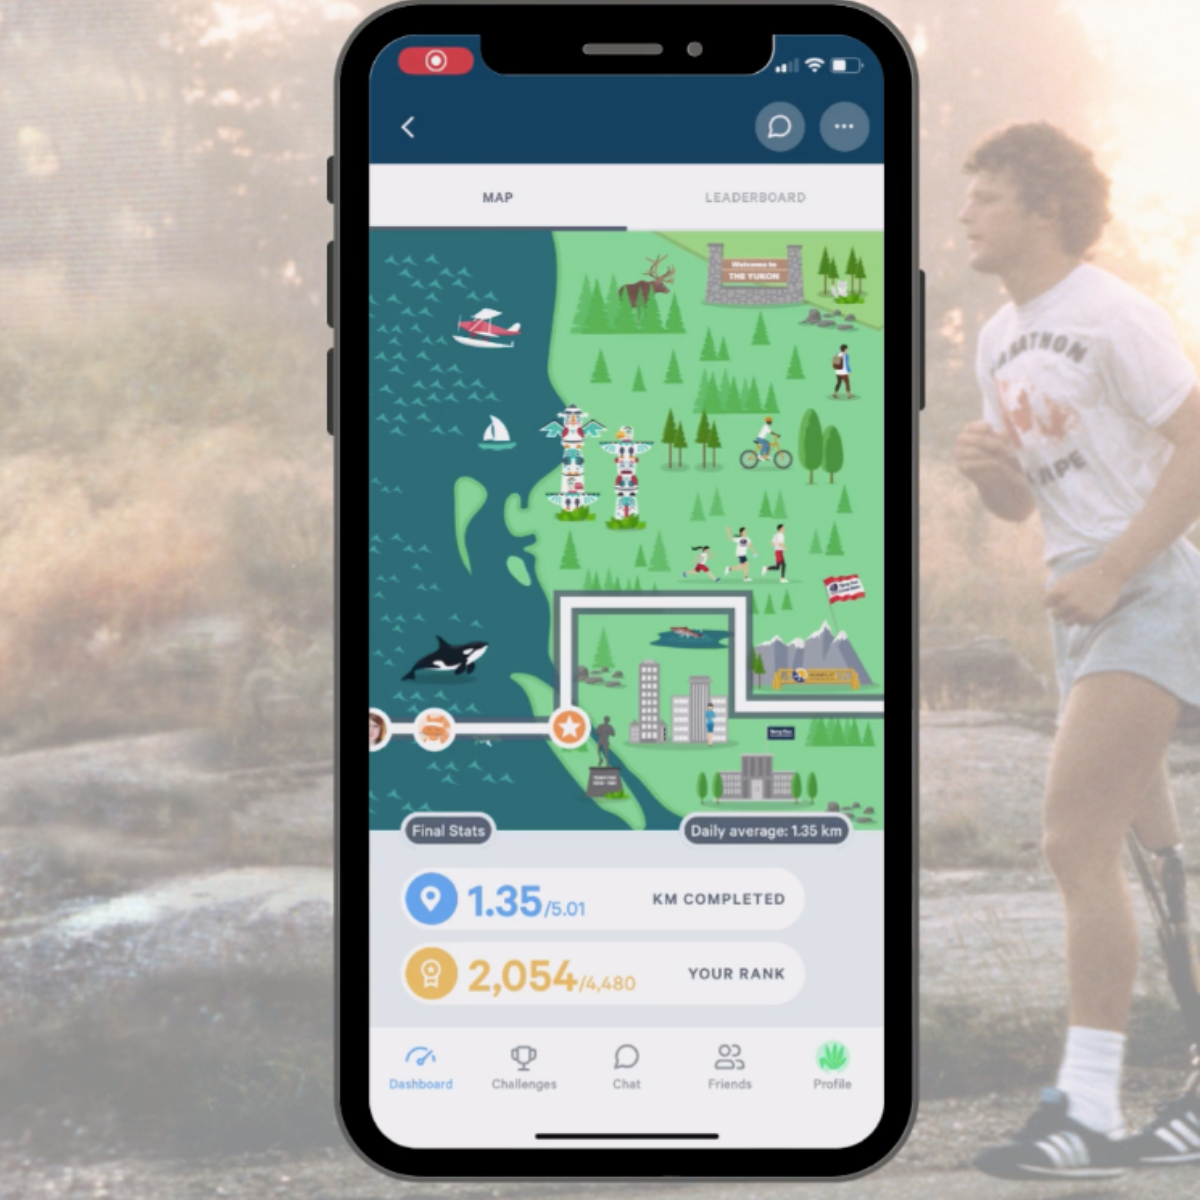 MAP
LEADERBOARD
Welcome to
THE YUKON
MARATHON
Final Stats
Daily average: 1.35 km
1.35/5.01
KM COMPLETED
2,054/4,480
YOUR RANK
Dashboard
Challenges
Chat
Friends
Profile